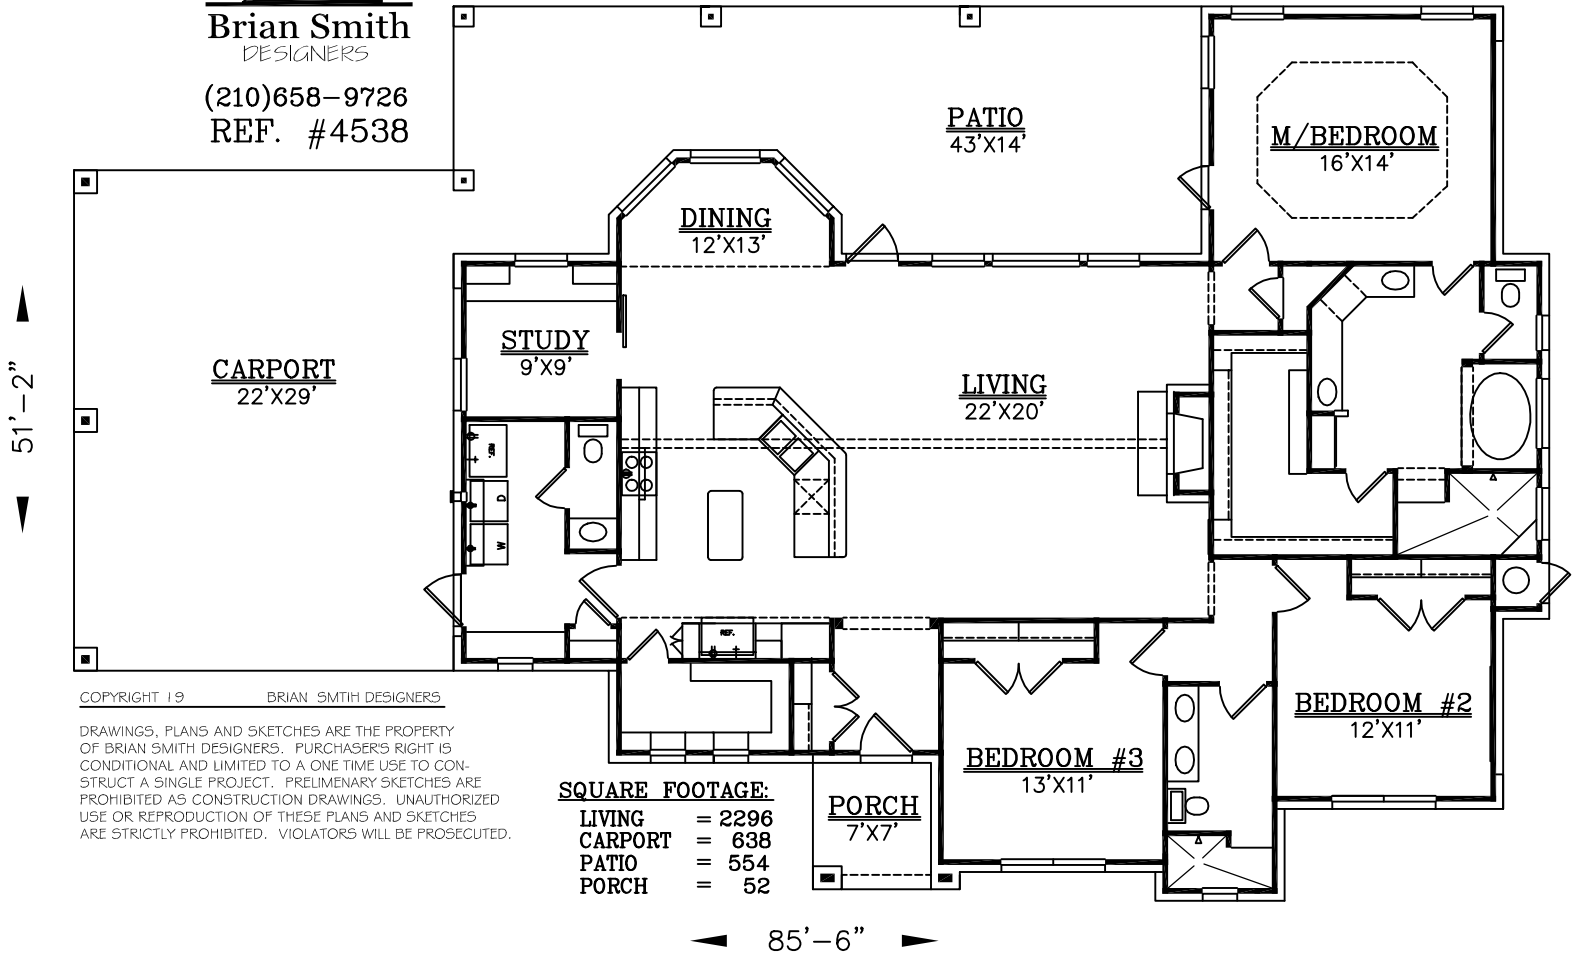 Brian Smith
DESIGNERS
(210)658-9726
REF. #4538
PATIO
43'X14'
M/BEDROOM
16'X14'
DINING
12'X13'
STUDY
9'X9'
CARPORT
22'X29'
LIVING
22'X20'
51'-2"
REF.
D
W
REF.
BEDROOM #2
12'X11'
BEDROOM #3
13'X11'
PORCH
7'X7'
COPYRIGHT 19 BRIAN SMTIH DESIGNERS
DRAWINGS, PLANS AND SKETCHES ARE THE PROPERTY
OF BRIAN SMITH DESIGNERS. PURCHASER'S RIGHT IS
CONDITIONAL AND LIMITED TO A ONE TIME USE TO CON-
STRUCT A SINGLE PROJECT. PRELIMENARY SKETCHES ARE
PROHIBITED AS CONSTRUCTION DRAWINGS. UNAUTHORIZED
USE OR REPRODUCTION OF THESE PLANS AND SKETCHES
ARE STRICTLY PROHIBITED. VIOLATORS WILL BE PROSECUTED.
SQUARE FOOTAGE:
LIVING = 2296
CARPORT = 638
PATIO = 554
PORCH = 52
85'-6"